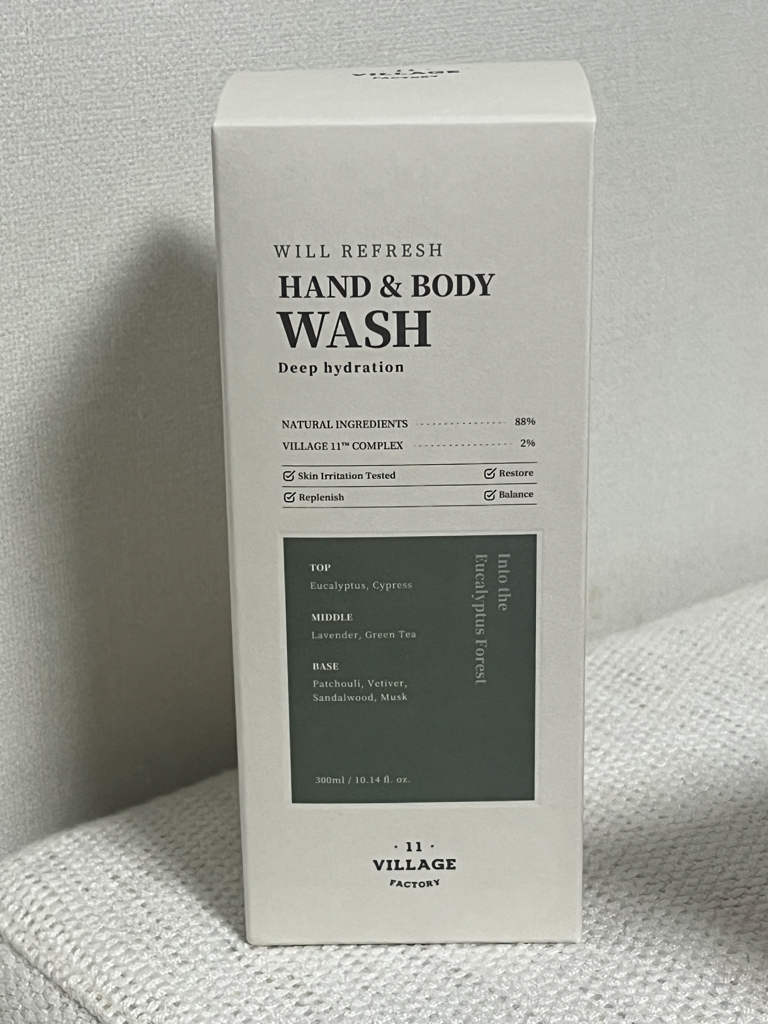 VILLAGE
FACTORY
WILL REFRESH
HAND & BODY
WASH
Deep hydration
NATURAL INGREDIENTS 88%
VILLAGE 11™ COMPLEX 2%
Skin Irritation Tested Restore
Replenish Balance
Into the
Eucalyptus Forest
TOP
Eucalyptus, Cypress
MIDDLE
Lavender, Green Tea
BASE
Patchouli, Vetiver,
Sandalwood, Musk
300ml / 10.14 fl. oz.
· 11 ·
VILLAGE
FACTORY